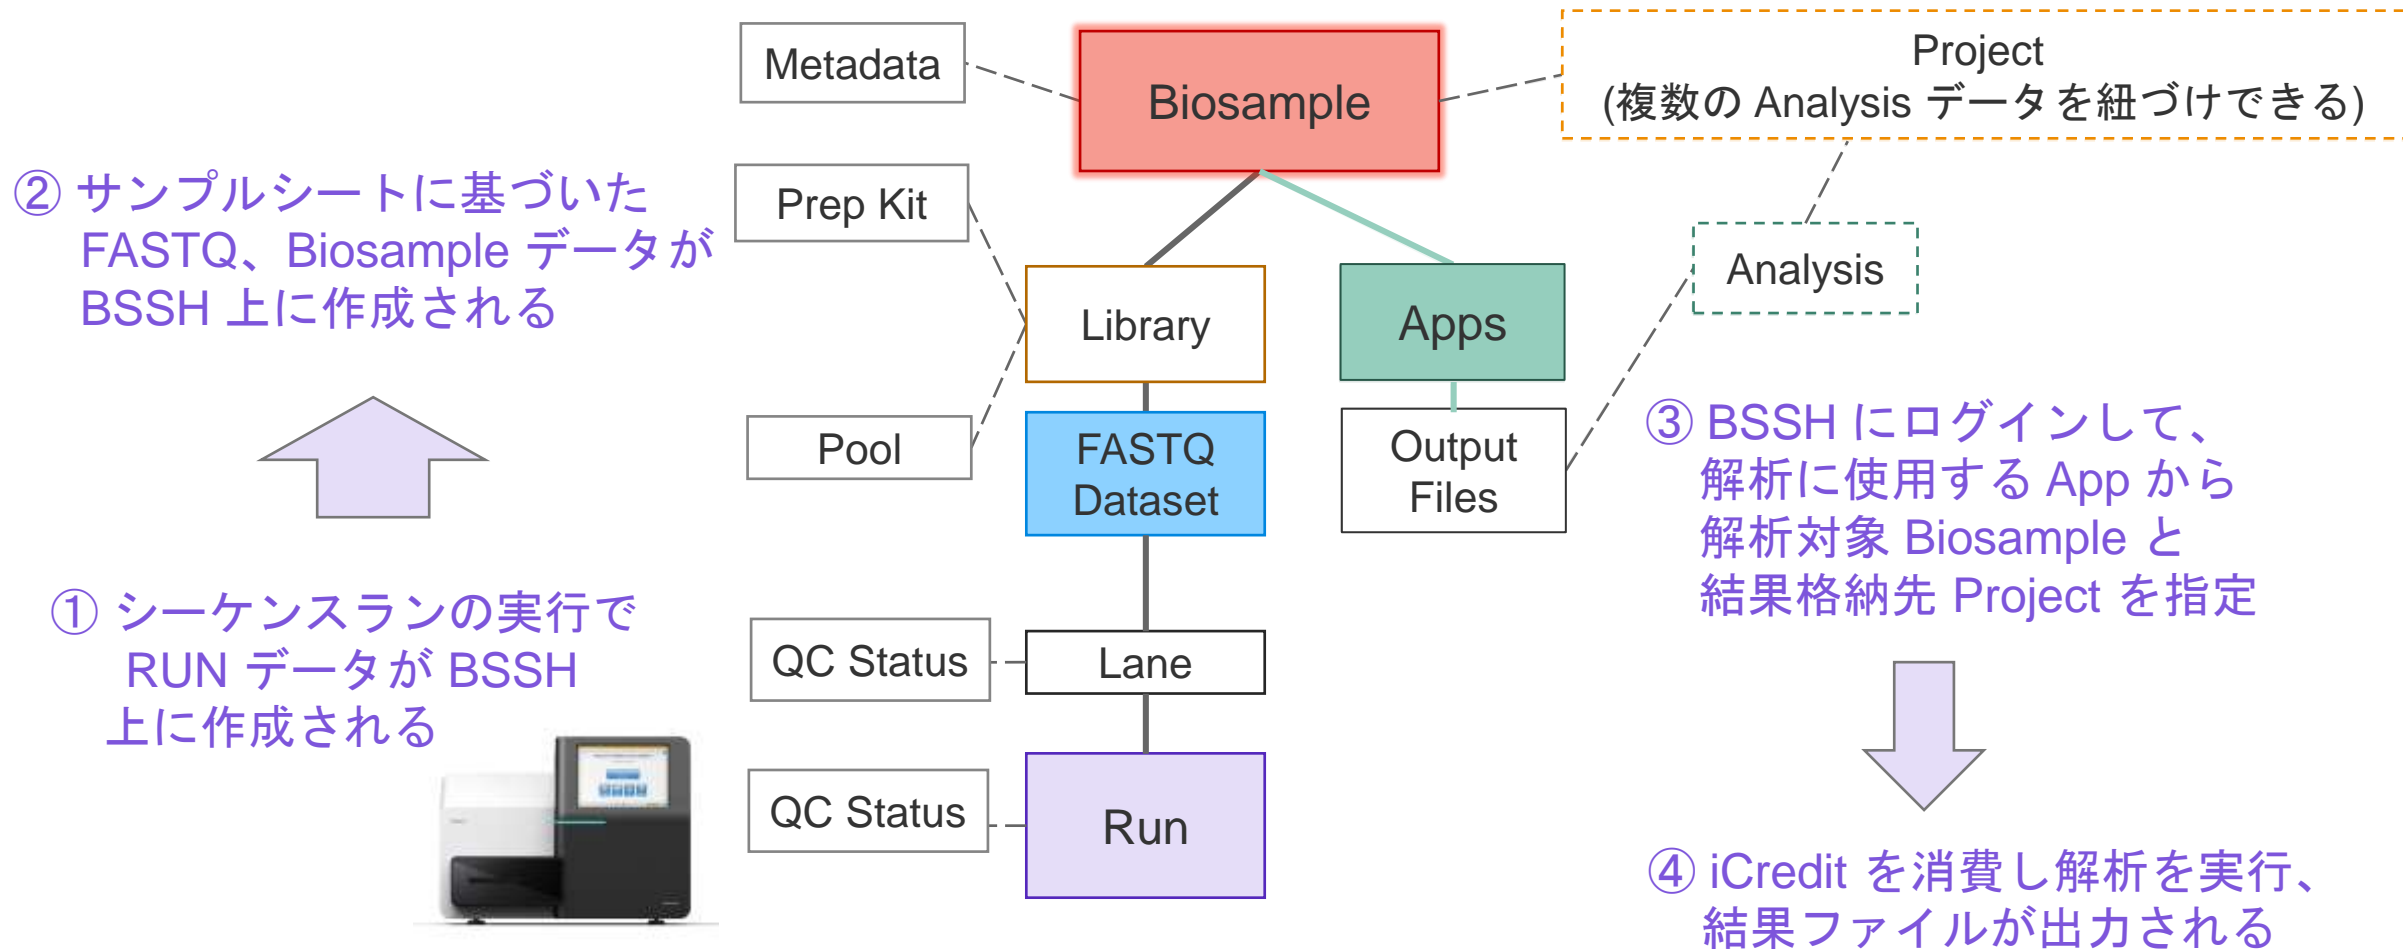 Metadata
Biosample
Project
(複数の Analysis データを紐づけできる)
② サンプルシートに基づいた
FASTQ、Biosample データが
BSSH 上に作成される
Prep Kit
Library
Apps
Analysis
Pool
FASTQ
Dataset
Output
Files
③ BSSH にログインして、
解析に使用する App から
解析対象 Biosample と
結果格納先 Project を指定
① シーケンスランの実行で
RUN データが BSSH
上に作成される
QC Status
Lane
QC Status
Run
④ iCredit を消費し解析を実行、
結果ファイルが出力される